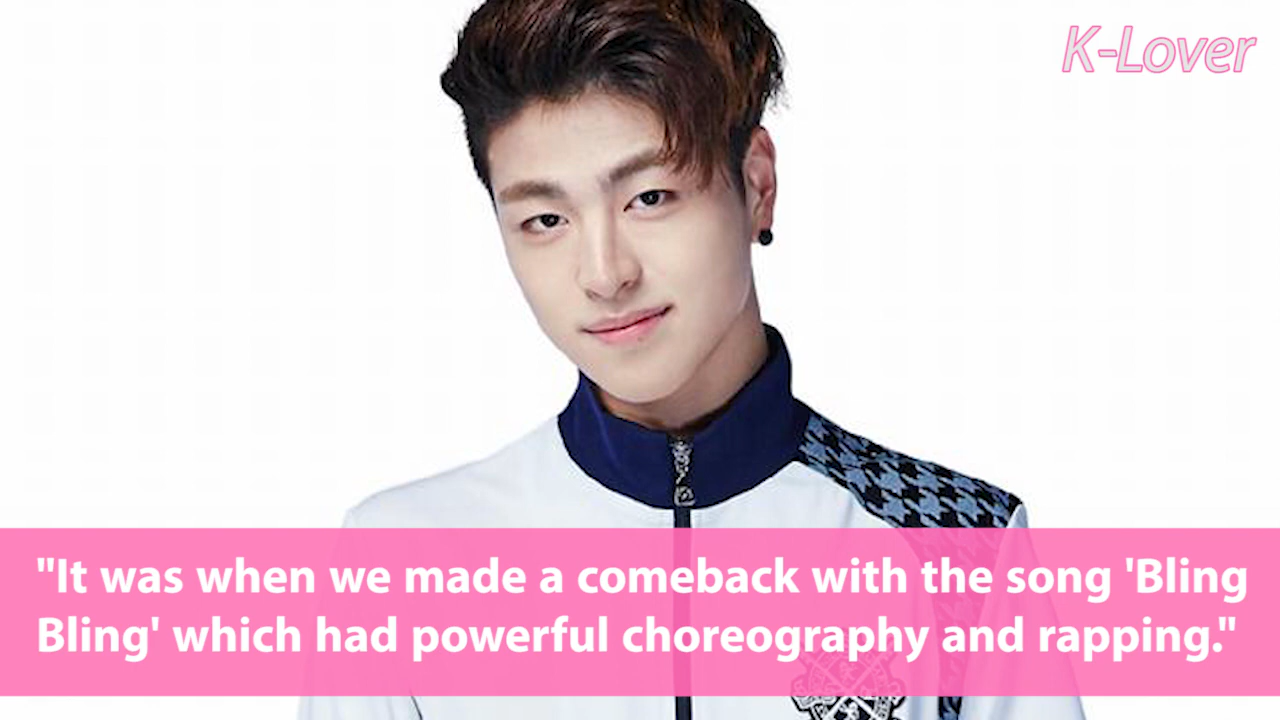 K-Lover
"It was when we made a comeback with the song 'Bling
Bling' which had powerful choreography and rapping."